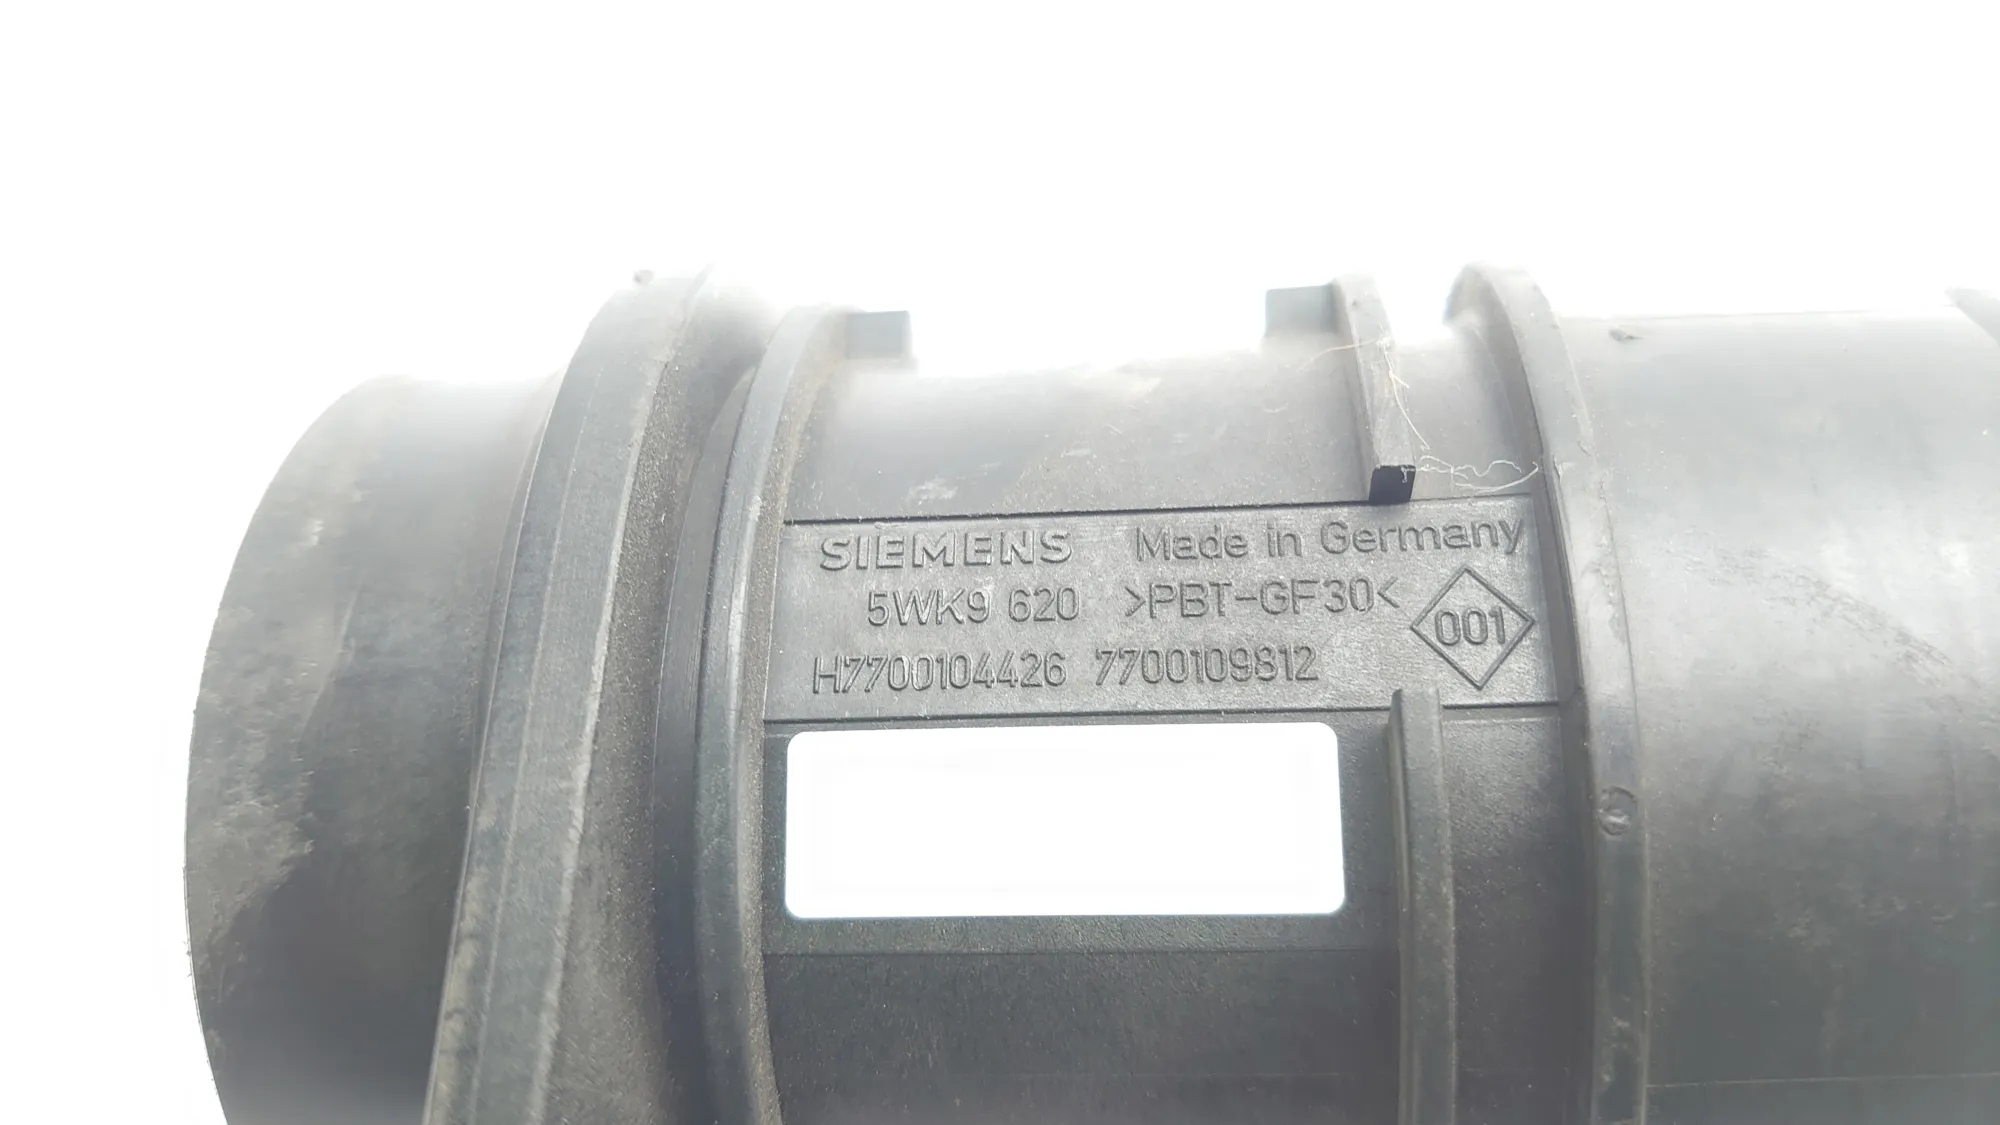 SIEMENS Made in Germany
5WK9 620 >PBT-GF30<
001
H7700104426 7700109812